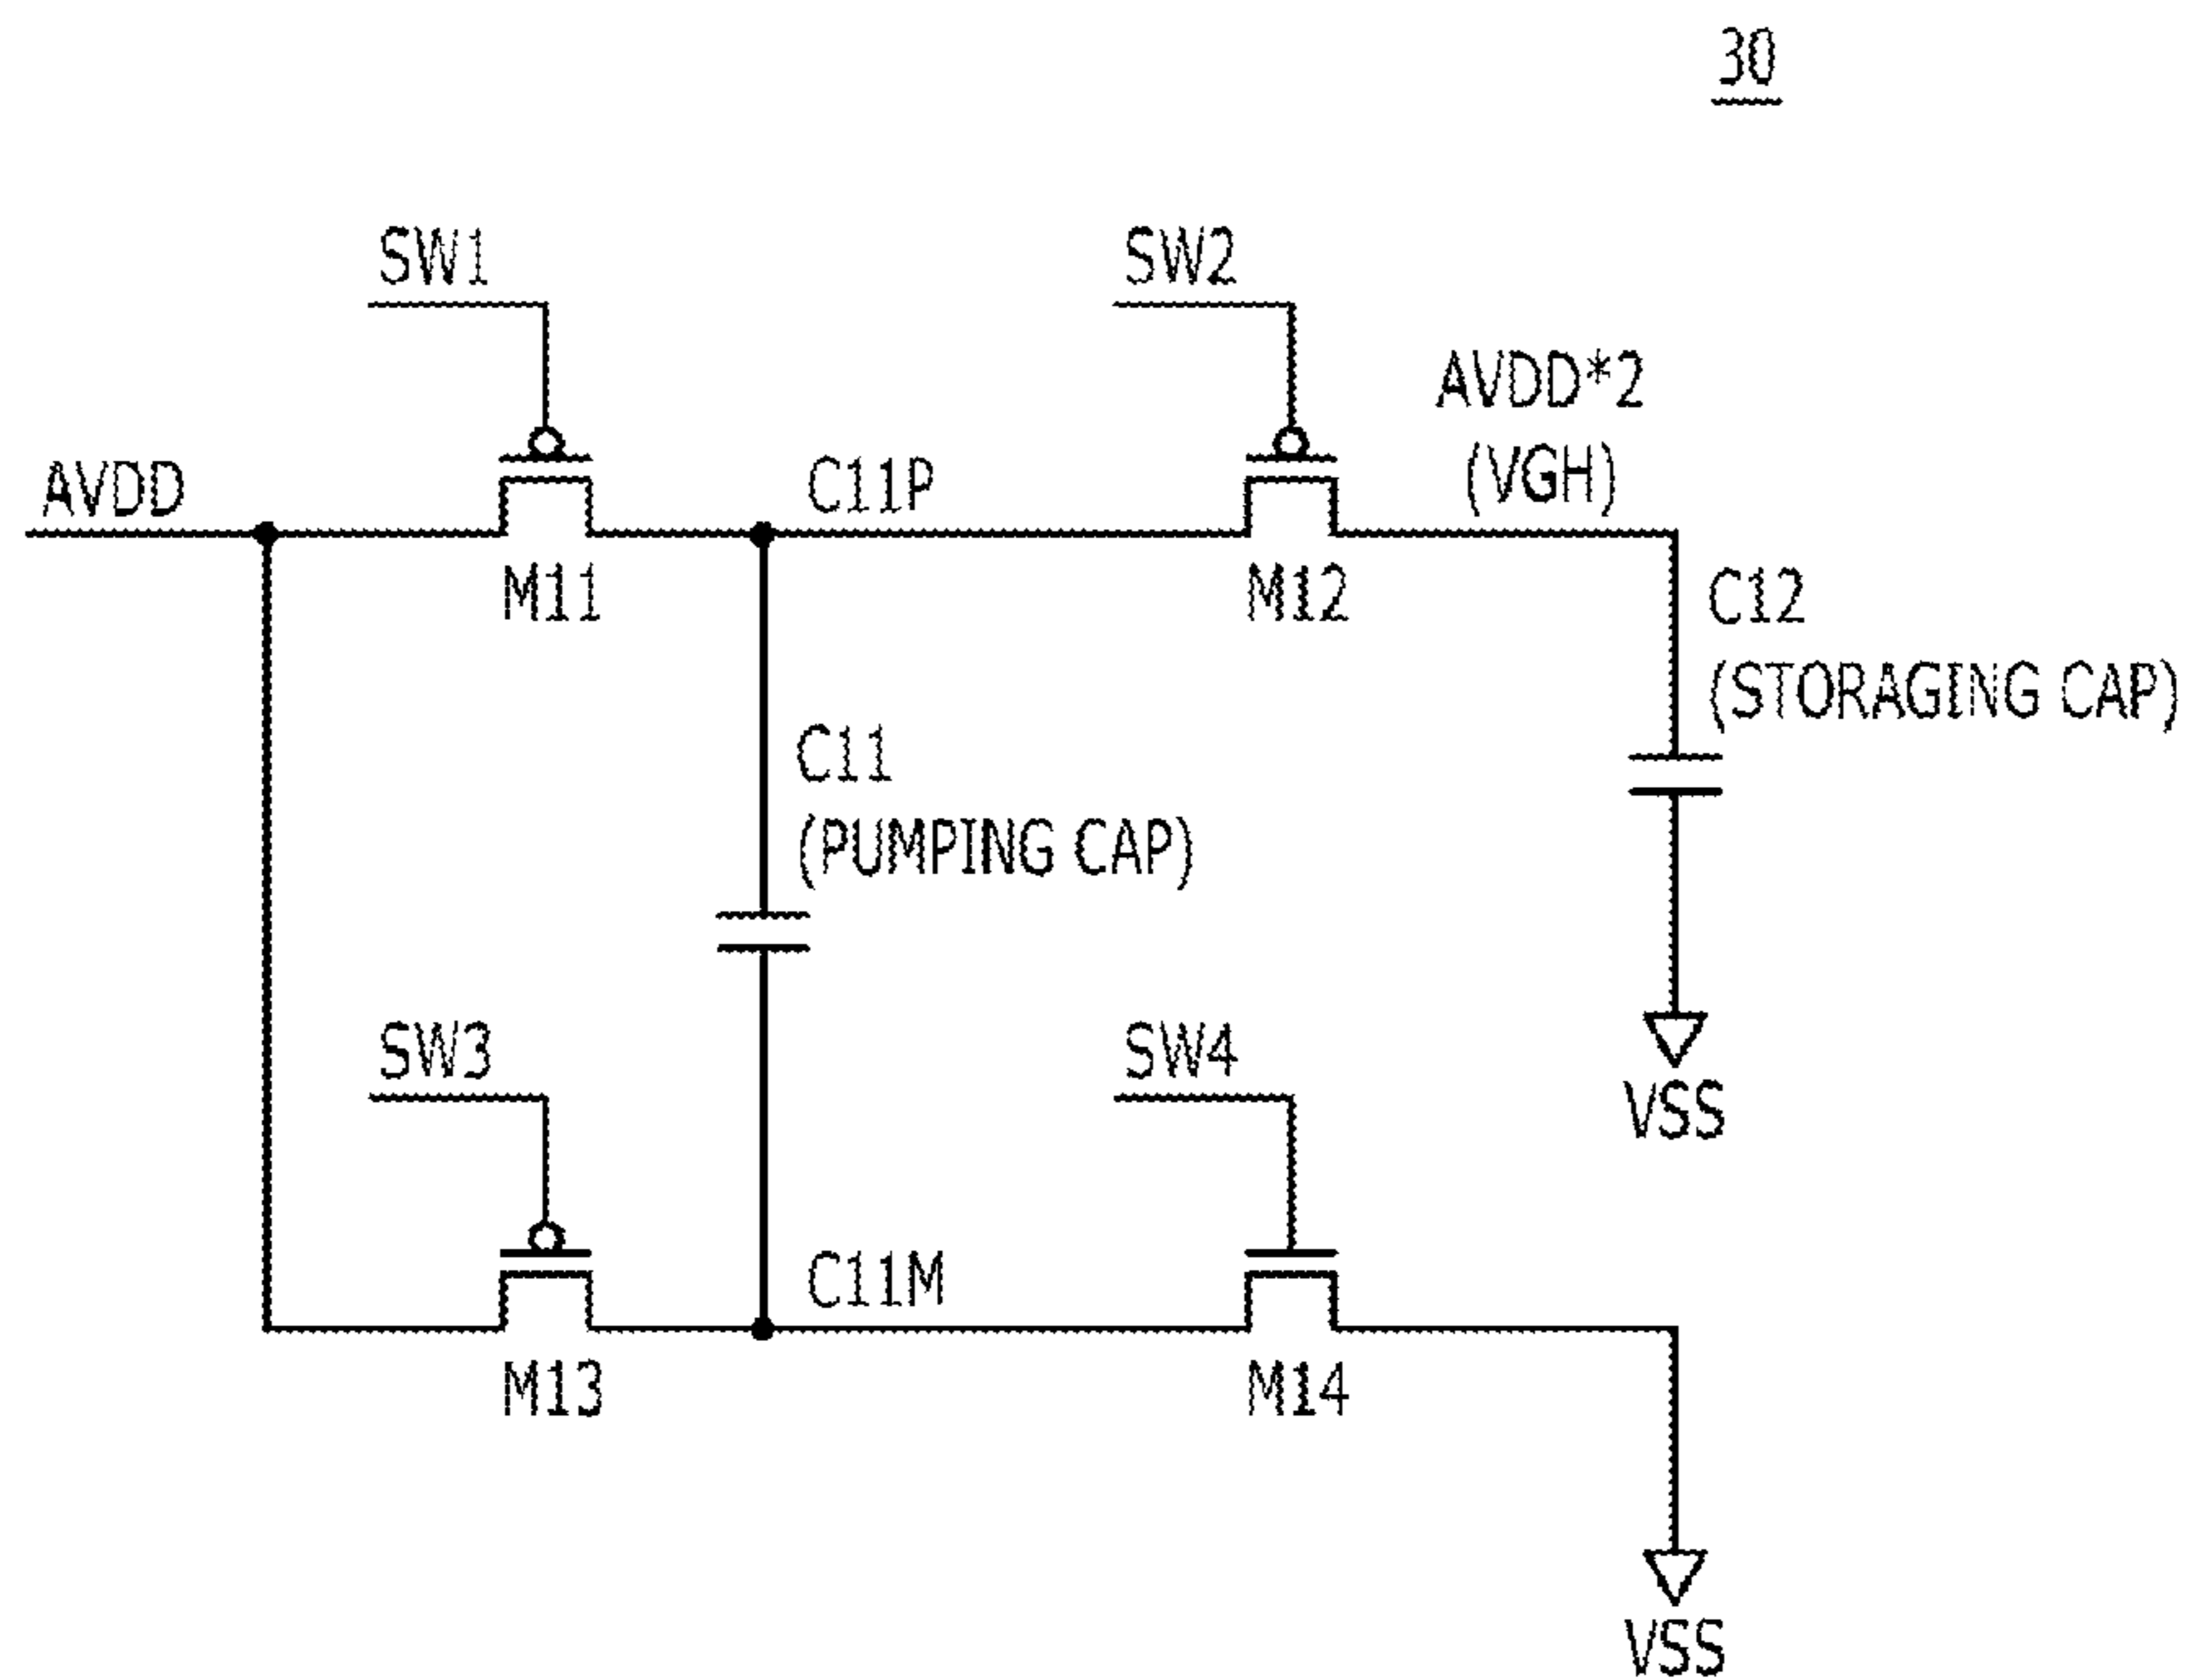 30
SW1
SW2
AVDD*2
(VGH)
AVDD
C11P
M11
M12
C12
(STORAGING CAP)
C11
(PUMPING CAP)
SW3
SW4
VSS
C11M
M13
M14
VSS